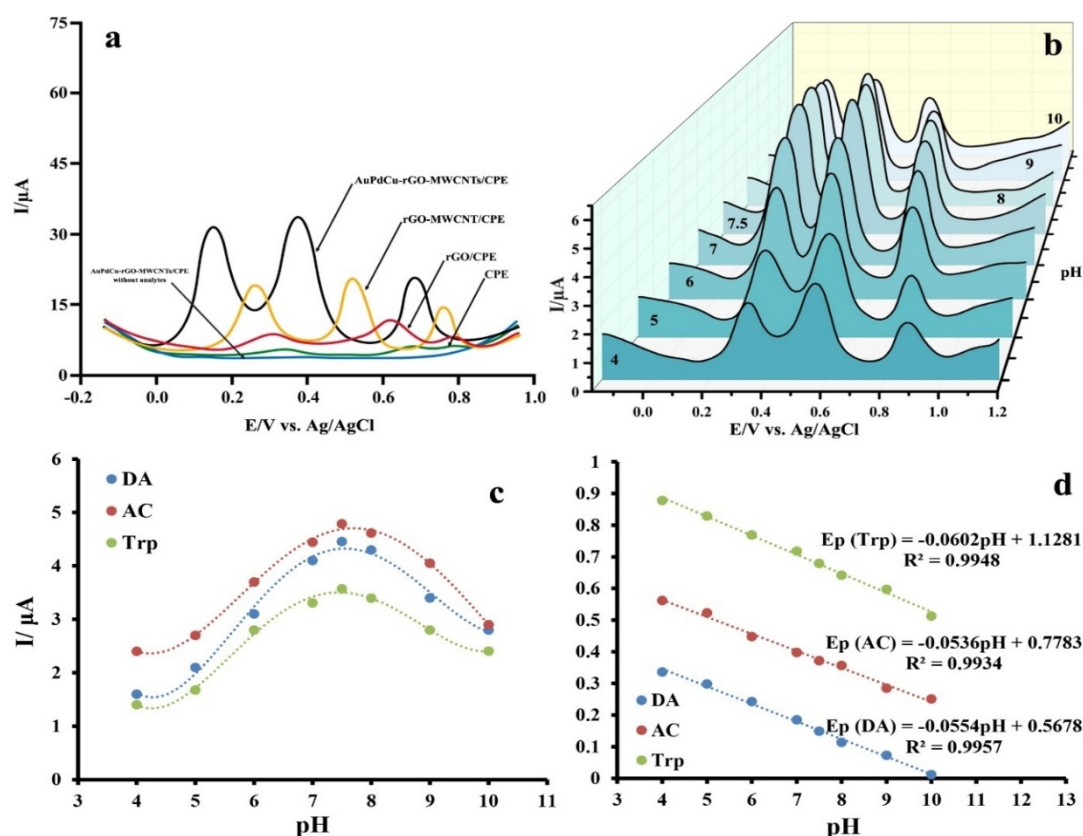 a
75
60
45
30
15
0
I/µA
-0.2
0.0
0.2
0.4
0.6
0.8
1.0
E/V vs. Ag/AgCl
AuPdCu-rGO-MWCNTs/CPE
rGO-MWCNT/CPE
rGO/CPE
CPE
AuPdCu-rGO-MWCNTs/CPE
without analytes
b
10
9
8
7.5
7
6
5
4
pH
6
5
4
3
2
1
0
I/µA
0.0
0.2
0.4
0.6
0.8
1.0
1.2
E/V vs. Ag/AgCl
c
DA
AC
Trp
6
5
4
3
2
1
0
I/ µA
3
4
5
6
7
8
9
10
11
pH
d
1
0.9
0.8
0.7
0.6
0.5
0.4
0.3
0.2
0.1
0
Ep (Trp) = -0.0602pH + 1.1281
R² = 0.9948
Ep (AC) = -0.0536pH + 0.7783
R² = 0.9934
Ep (DA) = -0.0554pH + 0.5678
R² = 0.9957
DA
AC
Trp
3
4
5
6
7
8
9
10
11
12
13
pH